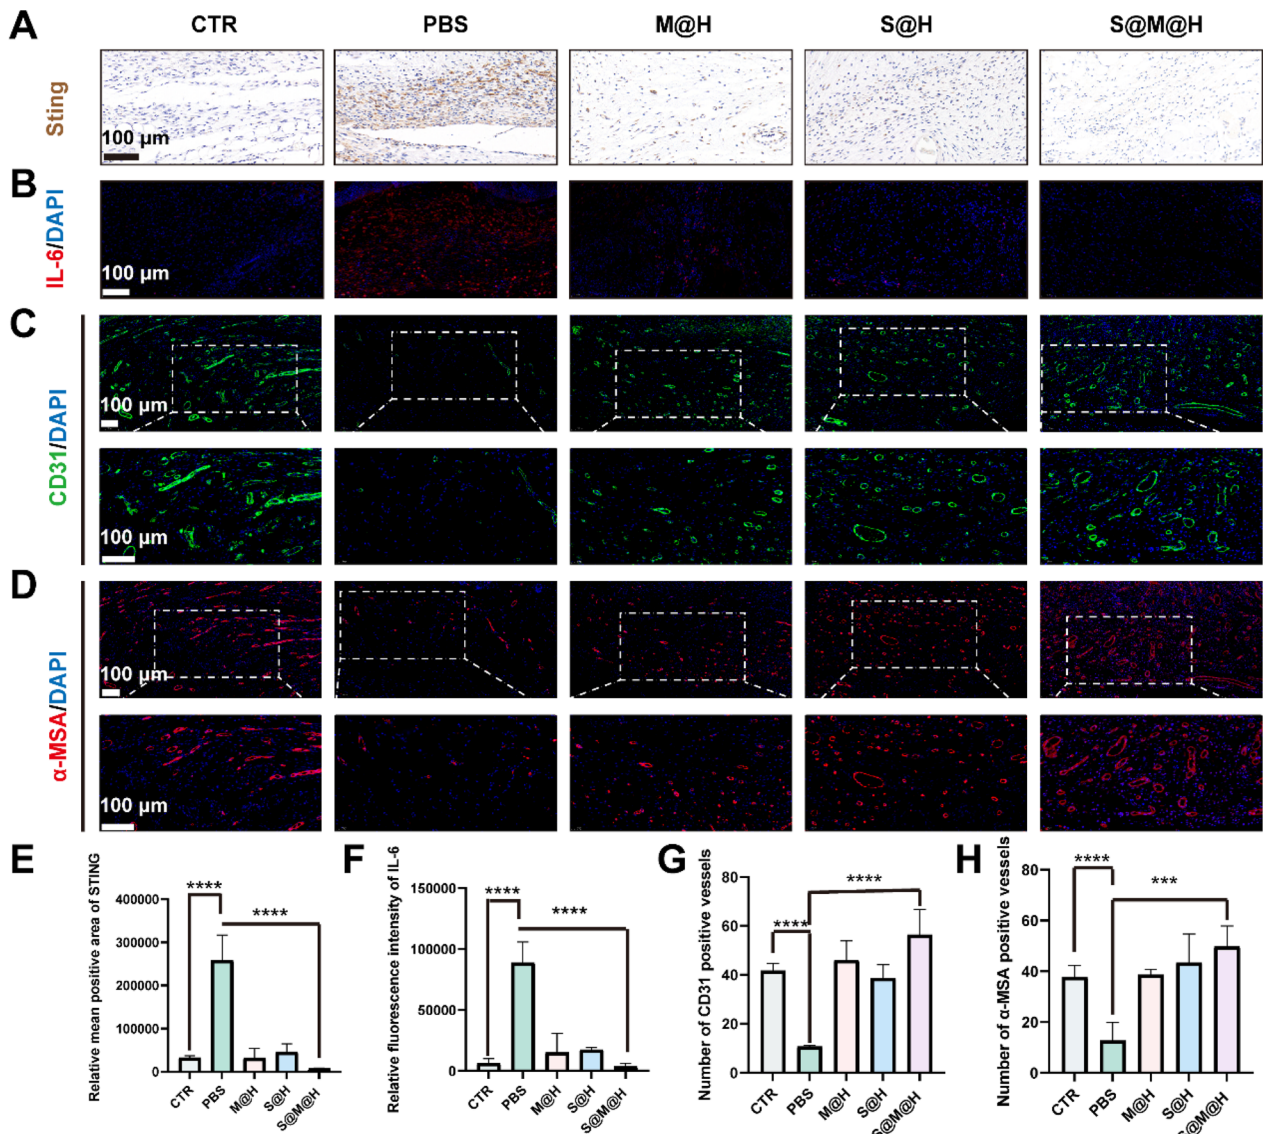 A
CTR PBS M@H S@H S@M@H
Sting
100 µm
B
IL-6/DAPI
100 µm
C
CD31/DAPI
100 µm
100 µm
D
α-MSA/DAPI
100 µm
100 µm
E
Relative mean positive area of STING
400000
300000
200000
100000
0
****
****
CTR PBS M@H S@H S@M@H
F
Relative fluorescence intensity of IL-6
150000
100000
50000
0
****
****
CTR PBS M@H S@H S@M@H
G
Number of CD31 positive vessels
80
60
40
20
0
****
****
CTR PBS M@H S@H S@M@H
H
Number of α-MSA positive vessels
80
60
40
20
0
****
***
CTR PBS M@H S@H S@M@H